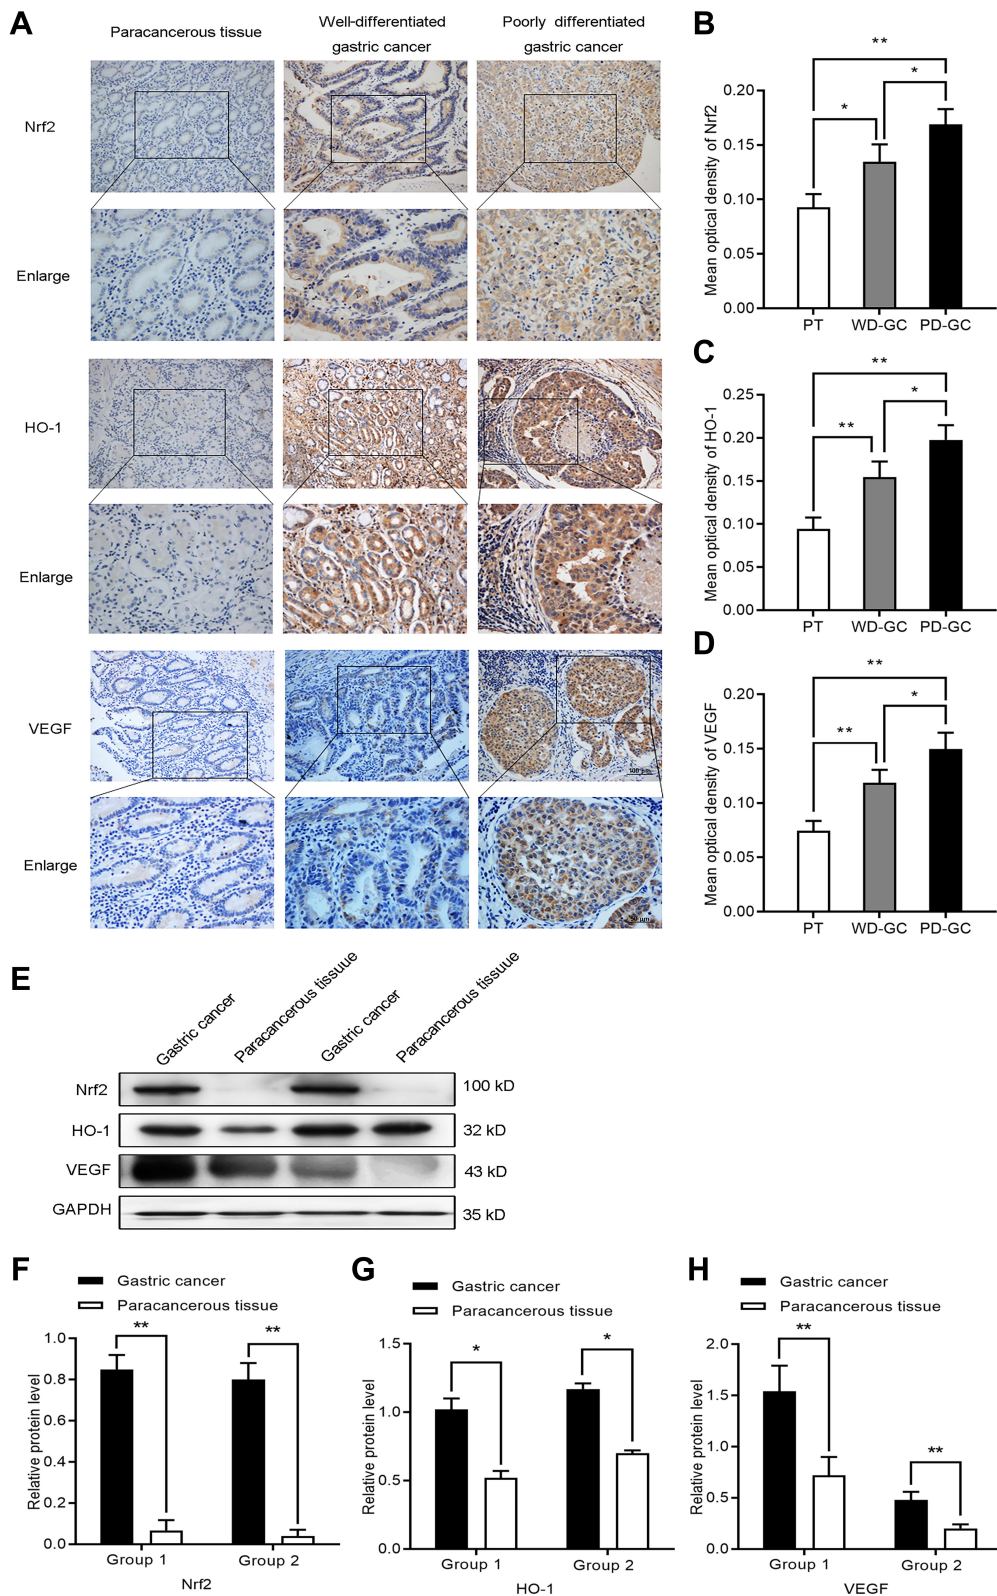 A
Paracancerous tissue
Well-differentiated
gastric cancer
Poorly differentiated
gastric cancer
Nrf2
Enlarge
HO-1
Enlarge
VEGF
100 μm
Enlarge
50 μm
B
Mean optical density of Nrf2
0.20
0.15
0.10
0.05
0.00
**
*
*
PT
WD-GC
PD-GC
C
Mean optical density of HO-1
0.25
0.20
0.15
0.10
0.05
0.00
**
*
**
PT
WD-GC
PD-GC
D
Mean optical density of VEGF
0.20
0.15
0.10
0.05
0.00
**
*
**
PT
WD-GC
PD-GC
E
Gastric cancer
Paracancerous tissuue
Gastric cancer
Paracancerous tissuue
Nrf2
100 kD
HO-1
32 kD
VEGF
43 kD
GAPDH
35 kD
F
Gastric cancer
Paracancerous tissue
Relative protein level
1.0
0.8
0.6
0.4
0.2
0.0
**
**
Group 1
Group 2
Nrf2
G
Gastric cancer
Paracancerous tissue
Relative protein level
1.5
1.0
0.5
0.0
*
*
Group 1
Group 2
HO-1
H
Gastric cancer
Paracancerous tissue
Relative protein level
2.0
1.5
1.0
0.5
0.0
**
**
Group 1
Group 2
VEGF